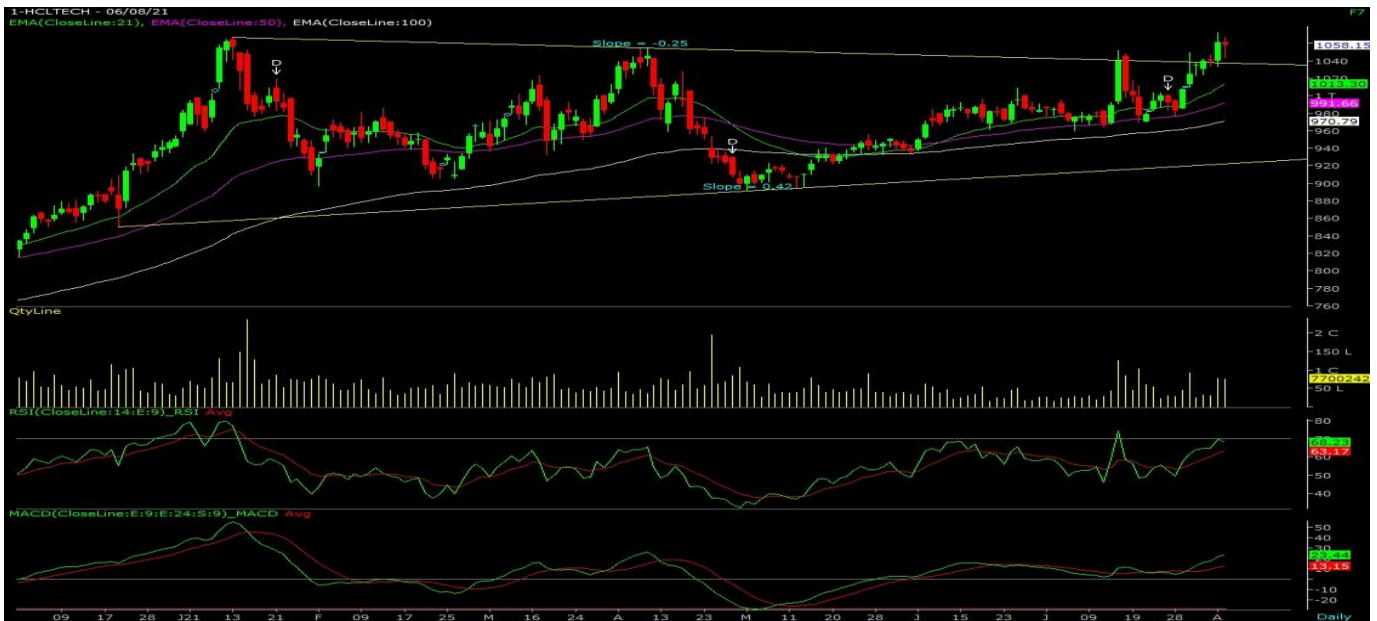 1-HCLTECH - 06/08/21
F7
EMA(CloseLine:21), EMA(CloseLine:50), EMA(CloseLine:100)
Slope = -0.25
1058.15
1040
D
1020
D
1013.30
1 T
991.66
980
970.79
960
D
940
920
Slope = 0.42
900
880
860
840
820
800
780
760
QtyLine
2 C
150 L
1 C
7700242
50 L
RSI(CloseLine:14:E:9)_RSI Avg
80
68.23
63.17
60
50
40
MACD(CloseLine:E:9:E:24:S:9)_MACD Avg
50
40
30
23.44
13.15
-10
-20
09 17 28 J21 13 21 F 09 17 25 M 16 24 A 13 23 M 11 20 28 J 15 23 J 09 19 28 A Daily